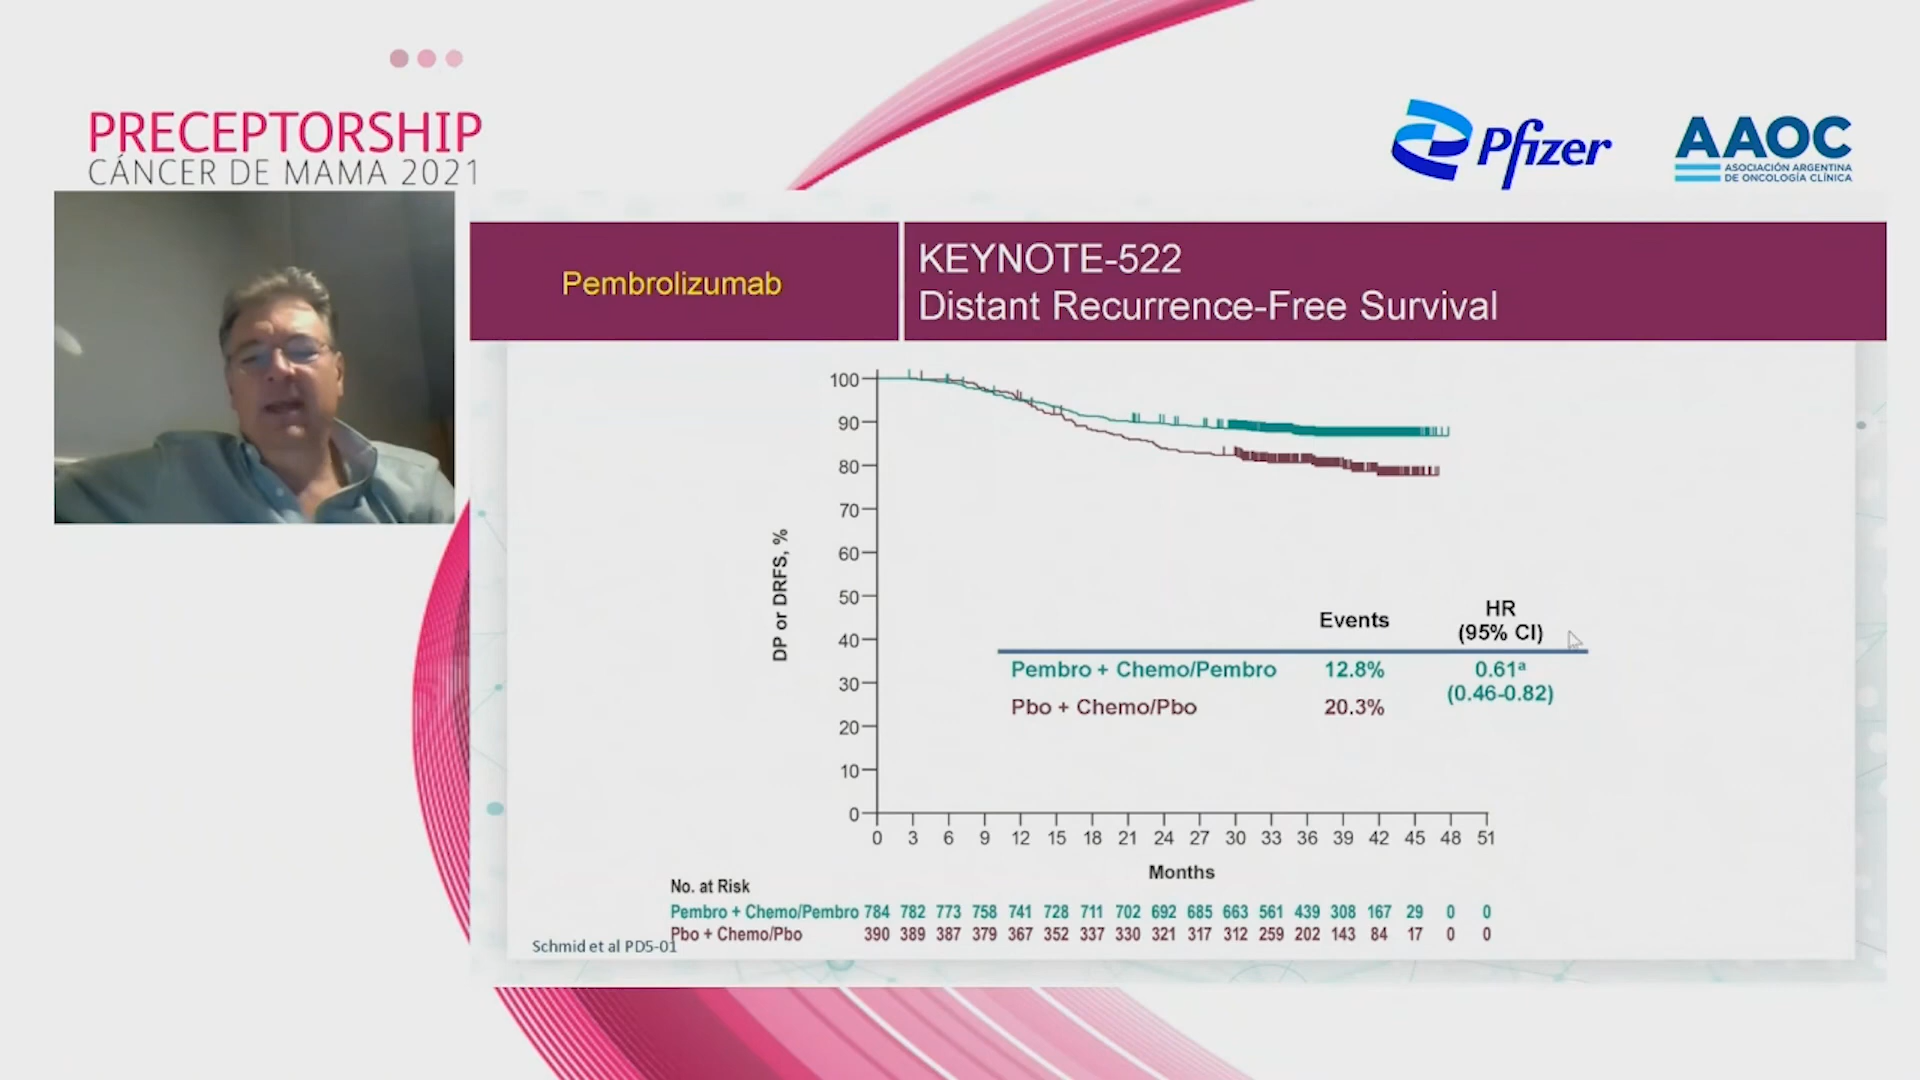 PRECEPTORSHIP
CÁNCER DE MAMA 2021
Pfizer
AAOC
ASOCIACIÓN ARGENTINA
DE ONCOLOGÍA CLÍNICA
Pembrolizumab
KEYNOTE-522
Distant Recurrence-Free Survival
100
90
80
70
60
50
40
30
20
10
0
DP or DRFS, %
Events
HR
(95% CI)
Pembro + Chemo/Pembro 12.8% 0.61ª
(0.46-0.82)
Pbo + Chemo/Pbo 20.3%
0 3 6 9 12 15 18 21 24 27 30 33 36 39 42 45 48 51
Months
No. at Risk
Pembro + Chemo/Pembro 784 782 773 758 741 728 711 702 692 685 663 561 439 308 167 29 0 0
Pbo + Chemo/Pbo 390 389 387 379 367 352 337 330 321 317 312 259 202 143 84 17 0 0
Schmid et al PD5-01